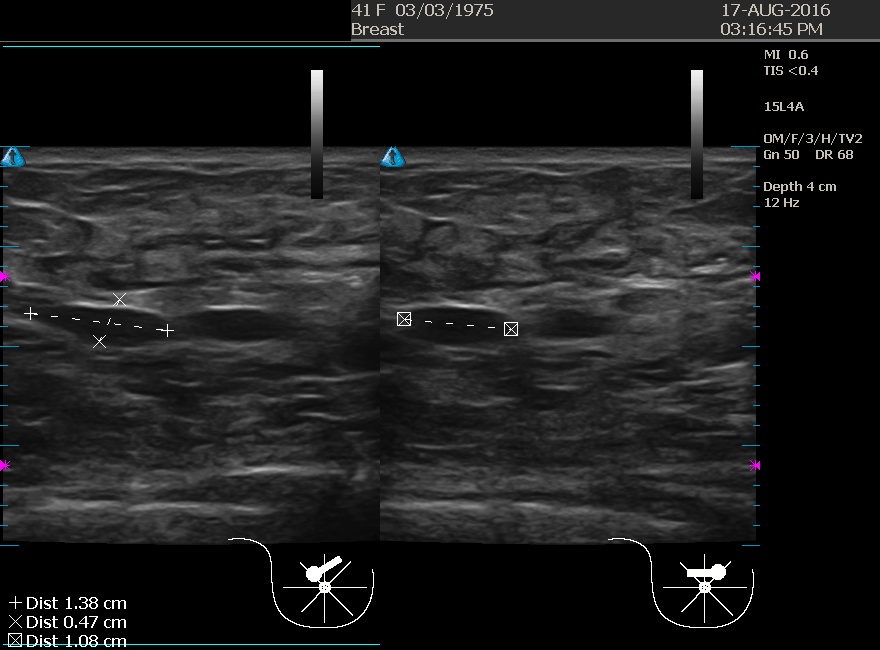 41 F 03/03/1975 17-AUG-2016
Breast 03:16:45 PM
MI 0.6
TIS <0.4
15L4A
OM/F/3/H/TV2
Gn 50 DR 68
Depth 4 cm
12 Hz
Dist 1.38 cm
Dist 0.47 cm
Dist 1.08 cm